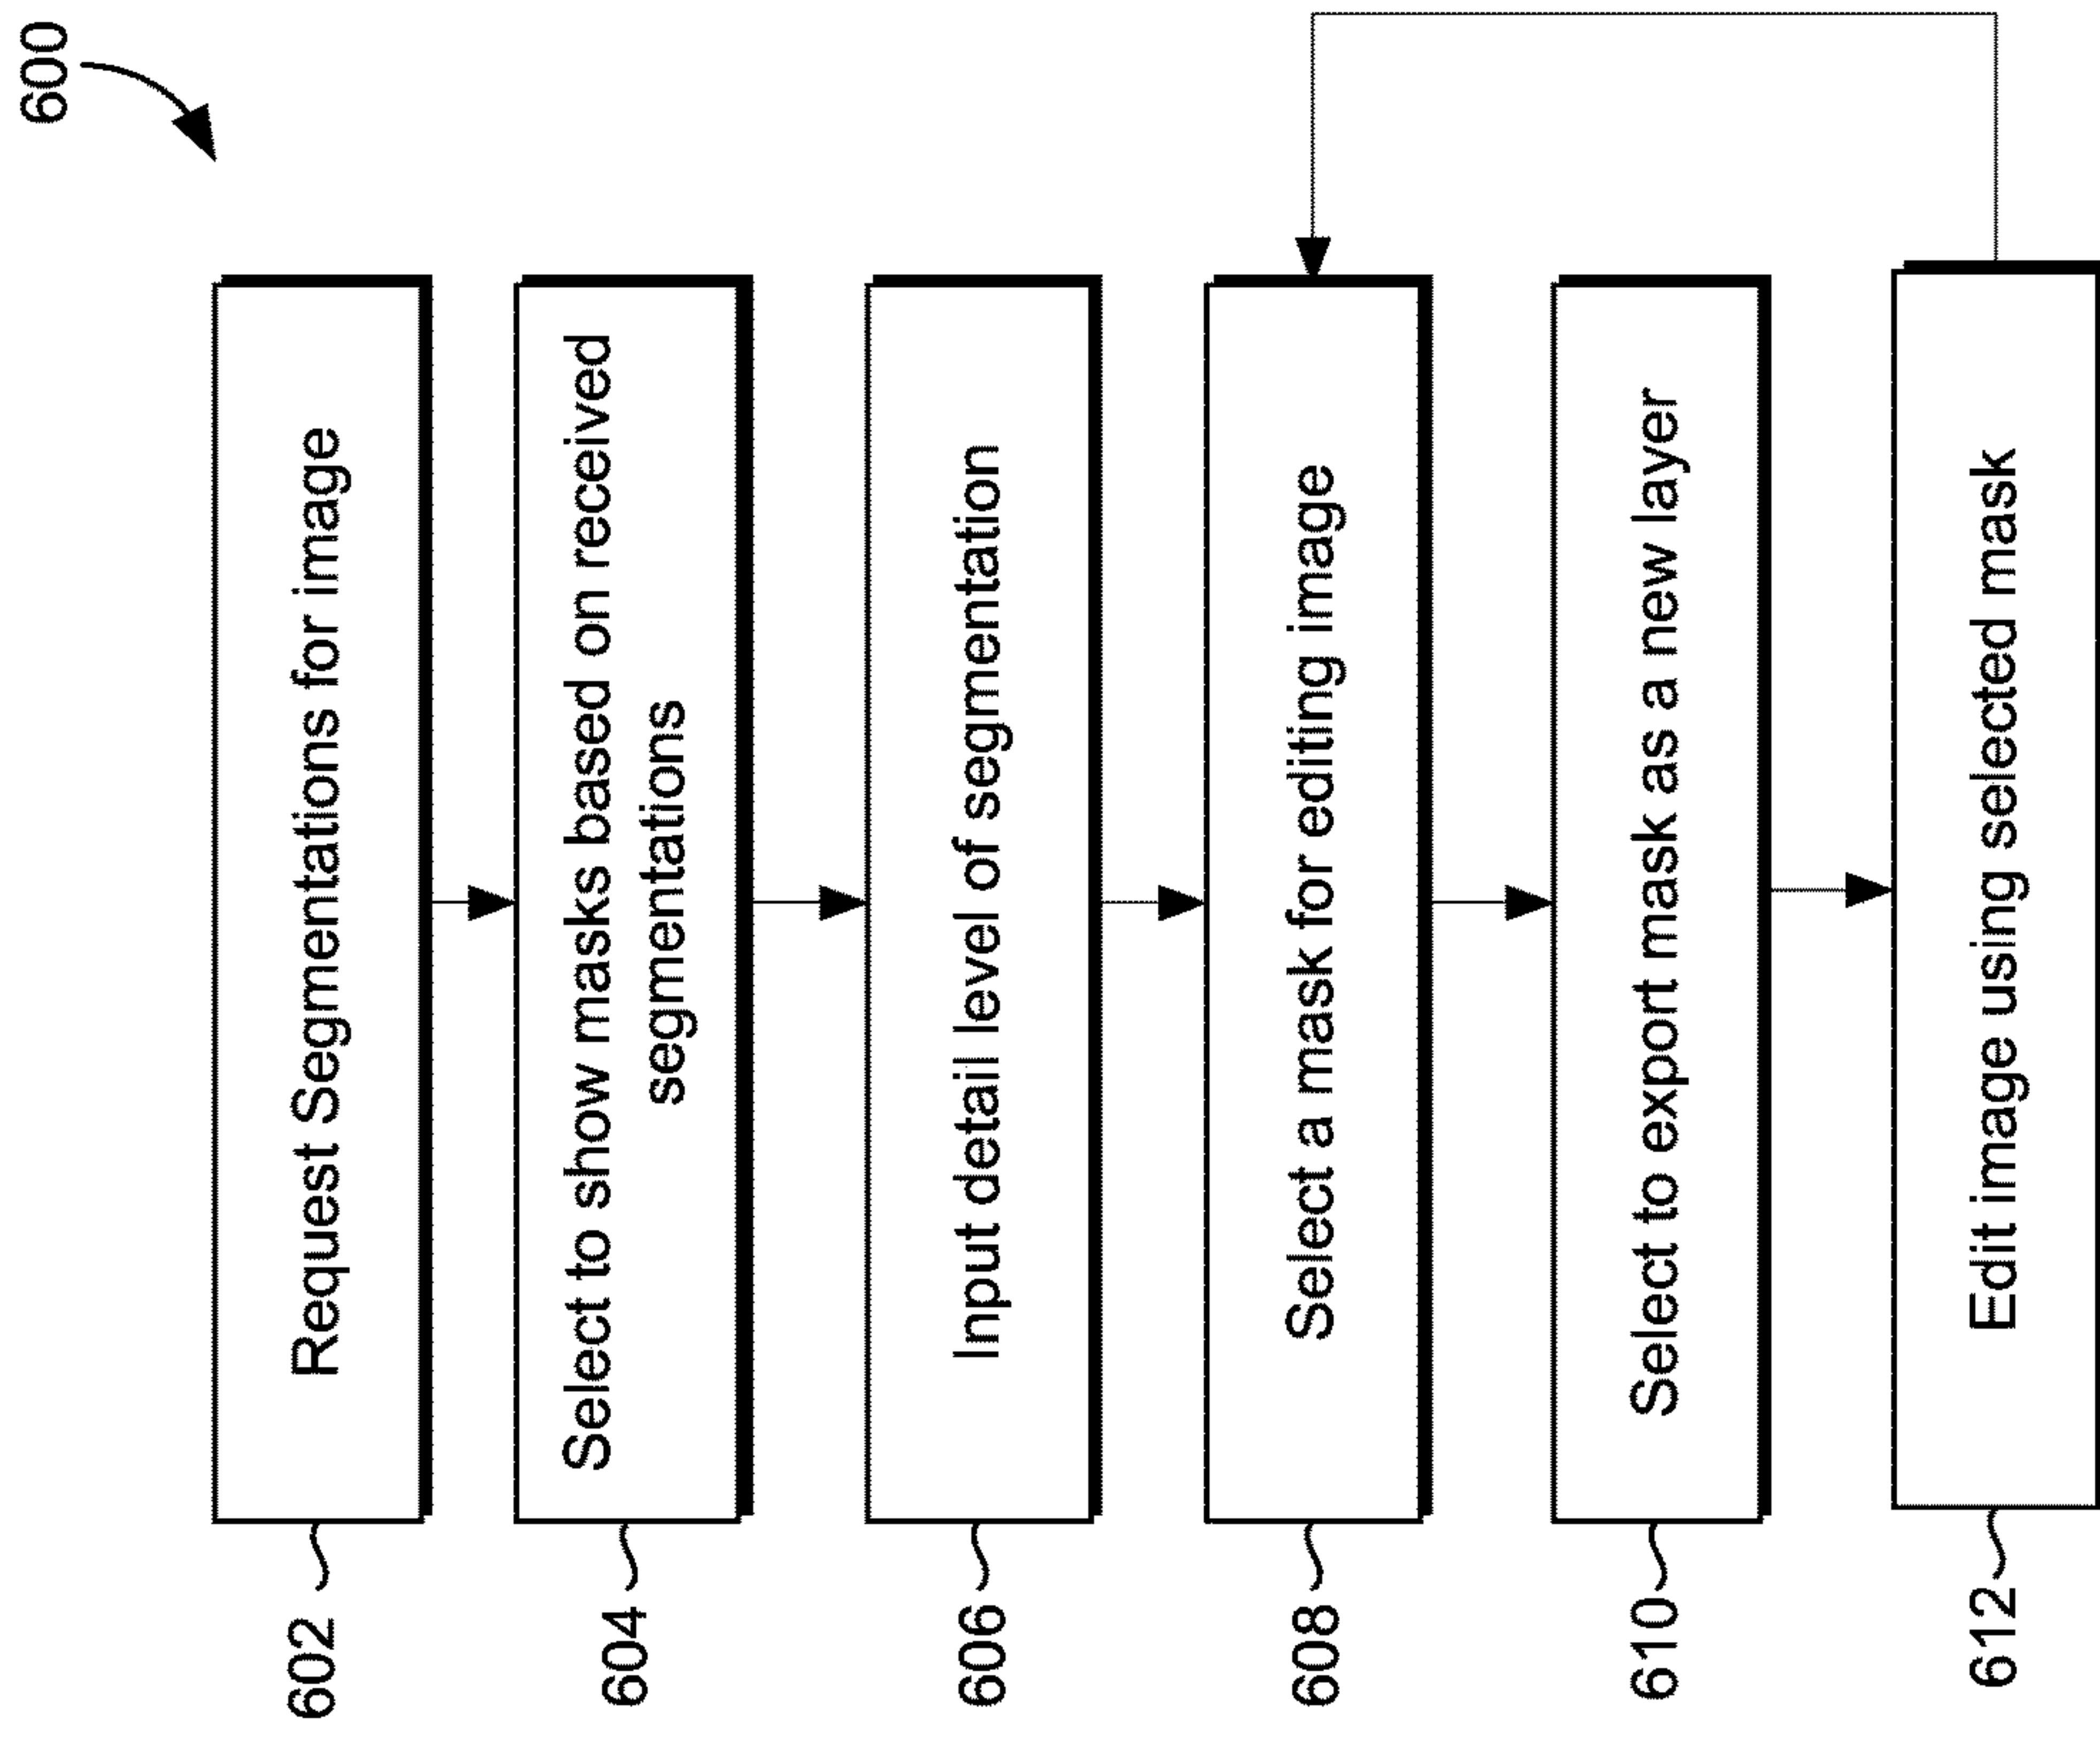 600
602
Request Segmentations for image
604
Select to show masks based on received
segmentations
606
Input detail level of segmentation
608
Select a mask for editing image
610
Select to export mask as a new layer
612
Edit image using selected mask